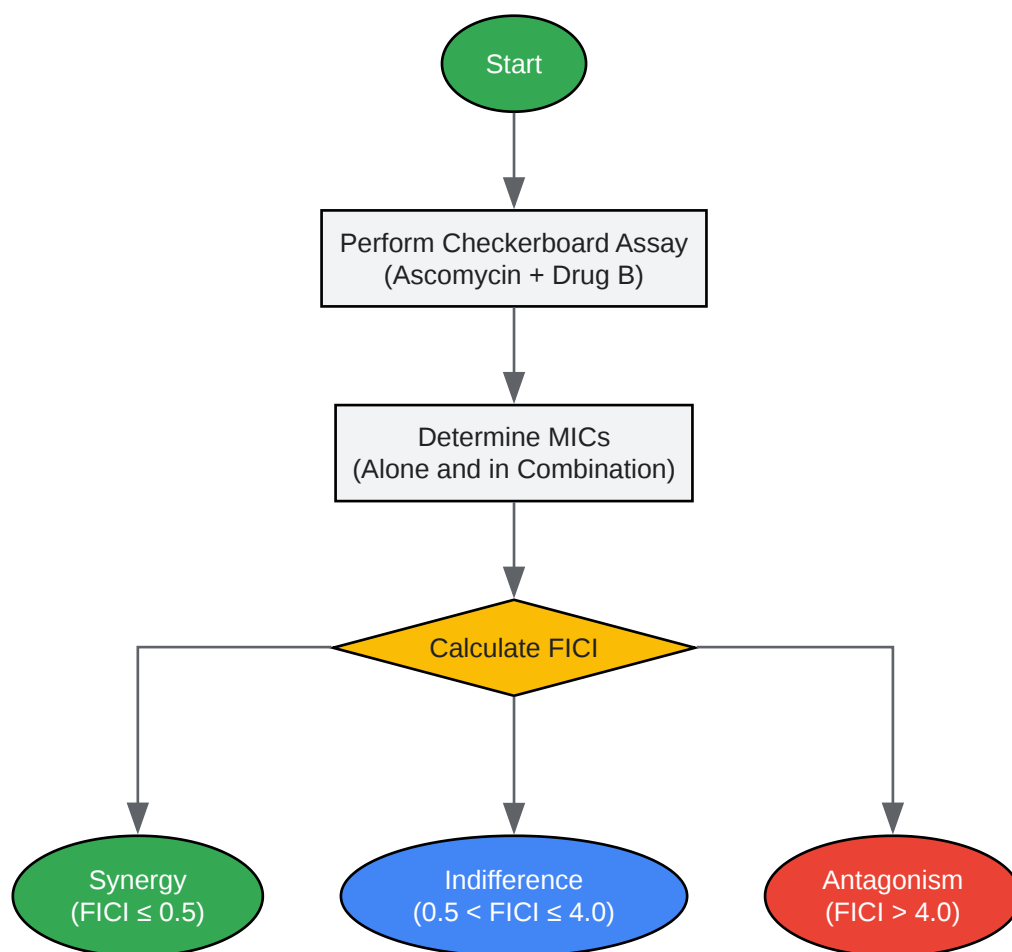 Start
Perform Checkerboard Assay
(Ascomycin + Drug B)
Determine MICs
(Alone and in Combination)
Calculate FICI
Synergy
(FICI ≤ 0.5)
Indifference
(0.5 < FICI ≤ 4.0)
Antagonism
(FICI > 4.0)